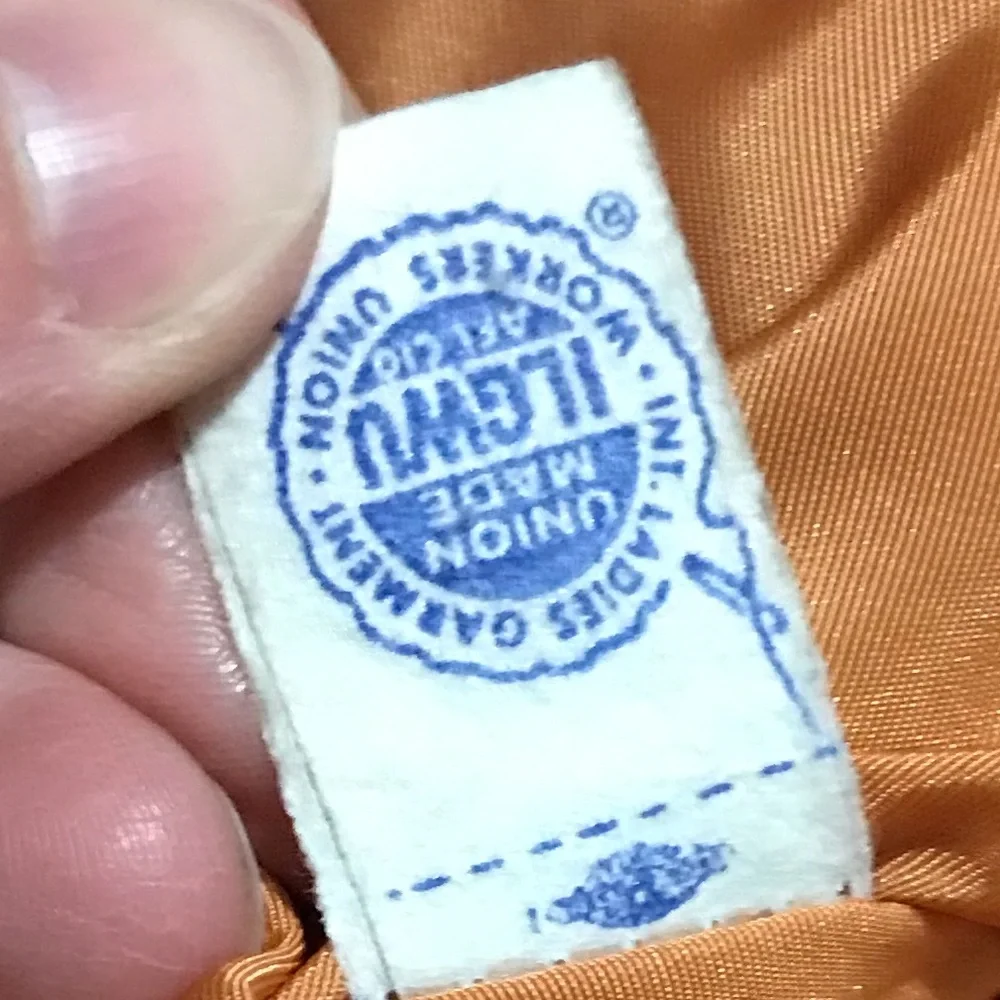 INT. LADIES GARMENT
WORKERS UNION
UNION
MADE
ILGWU
AFL CIO
®